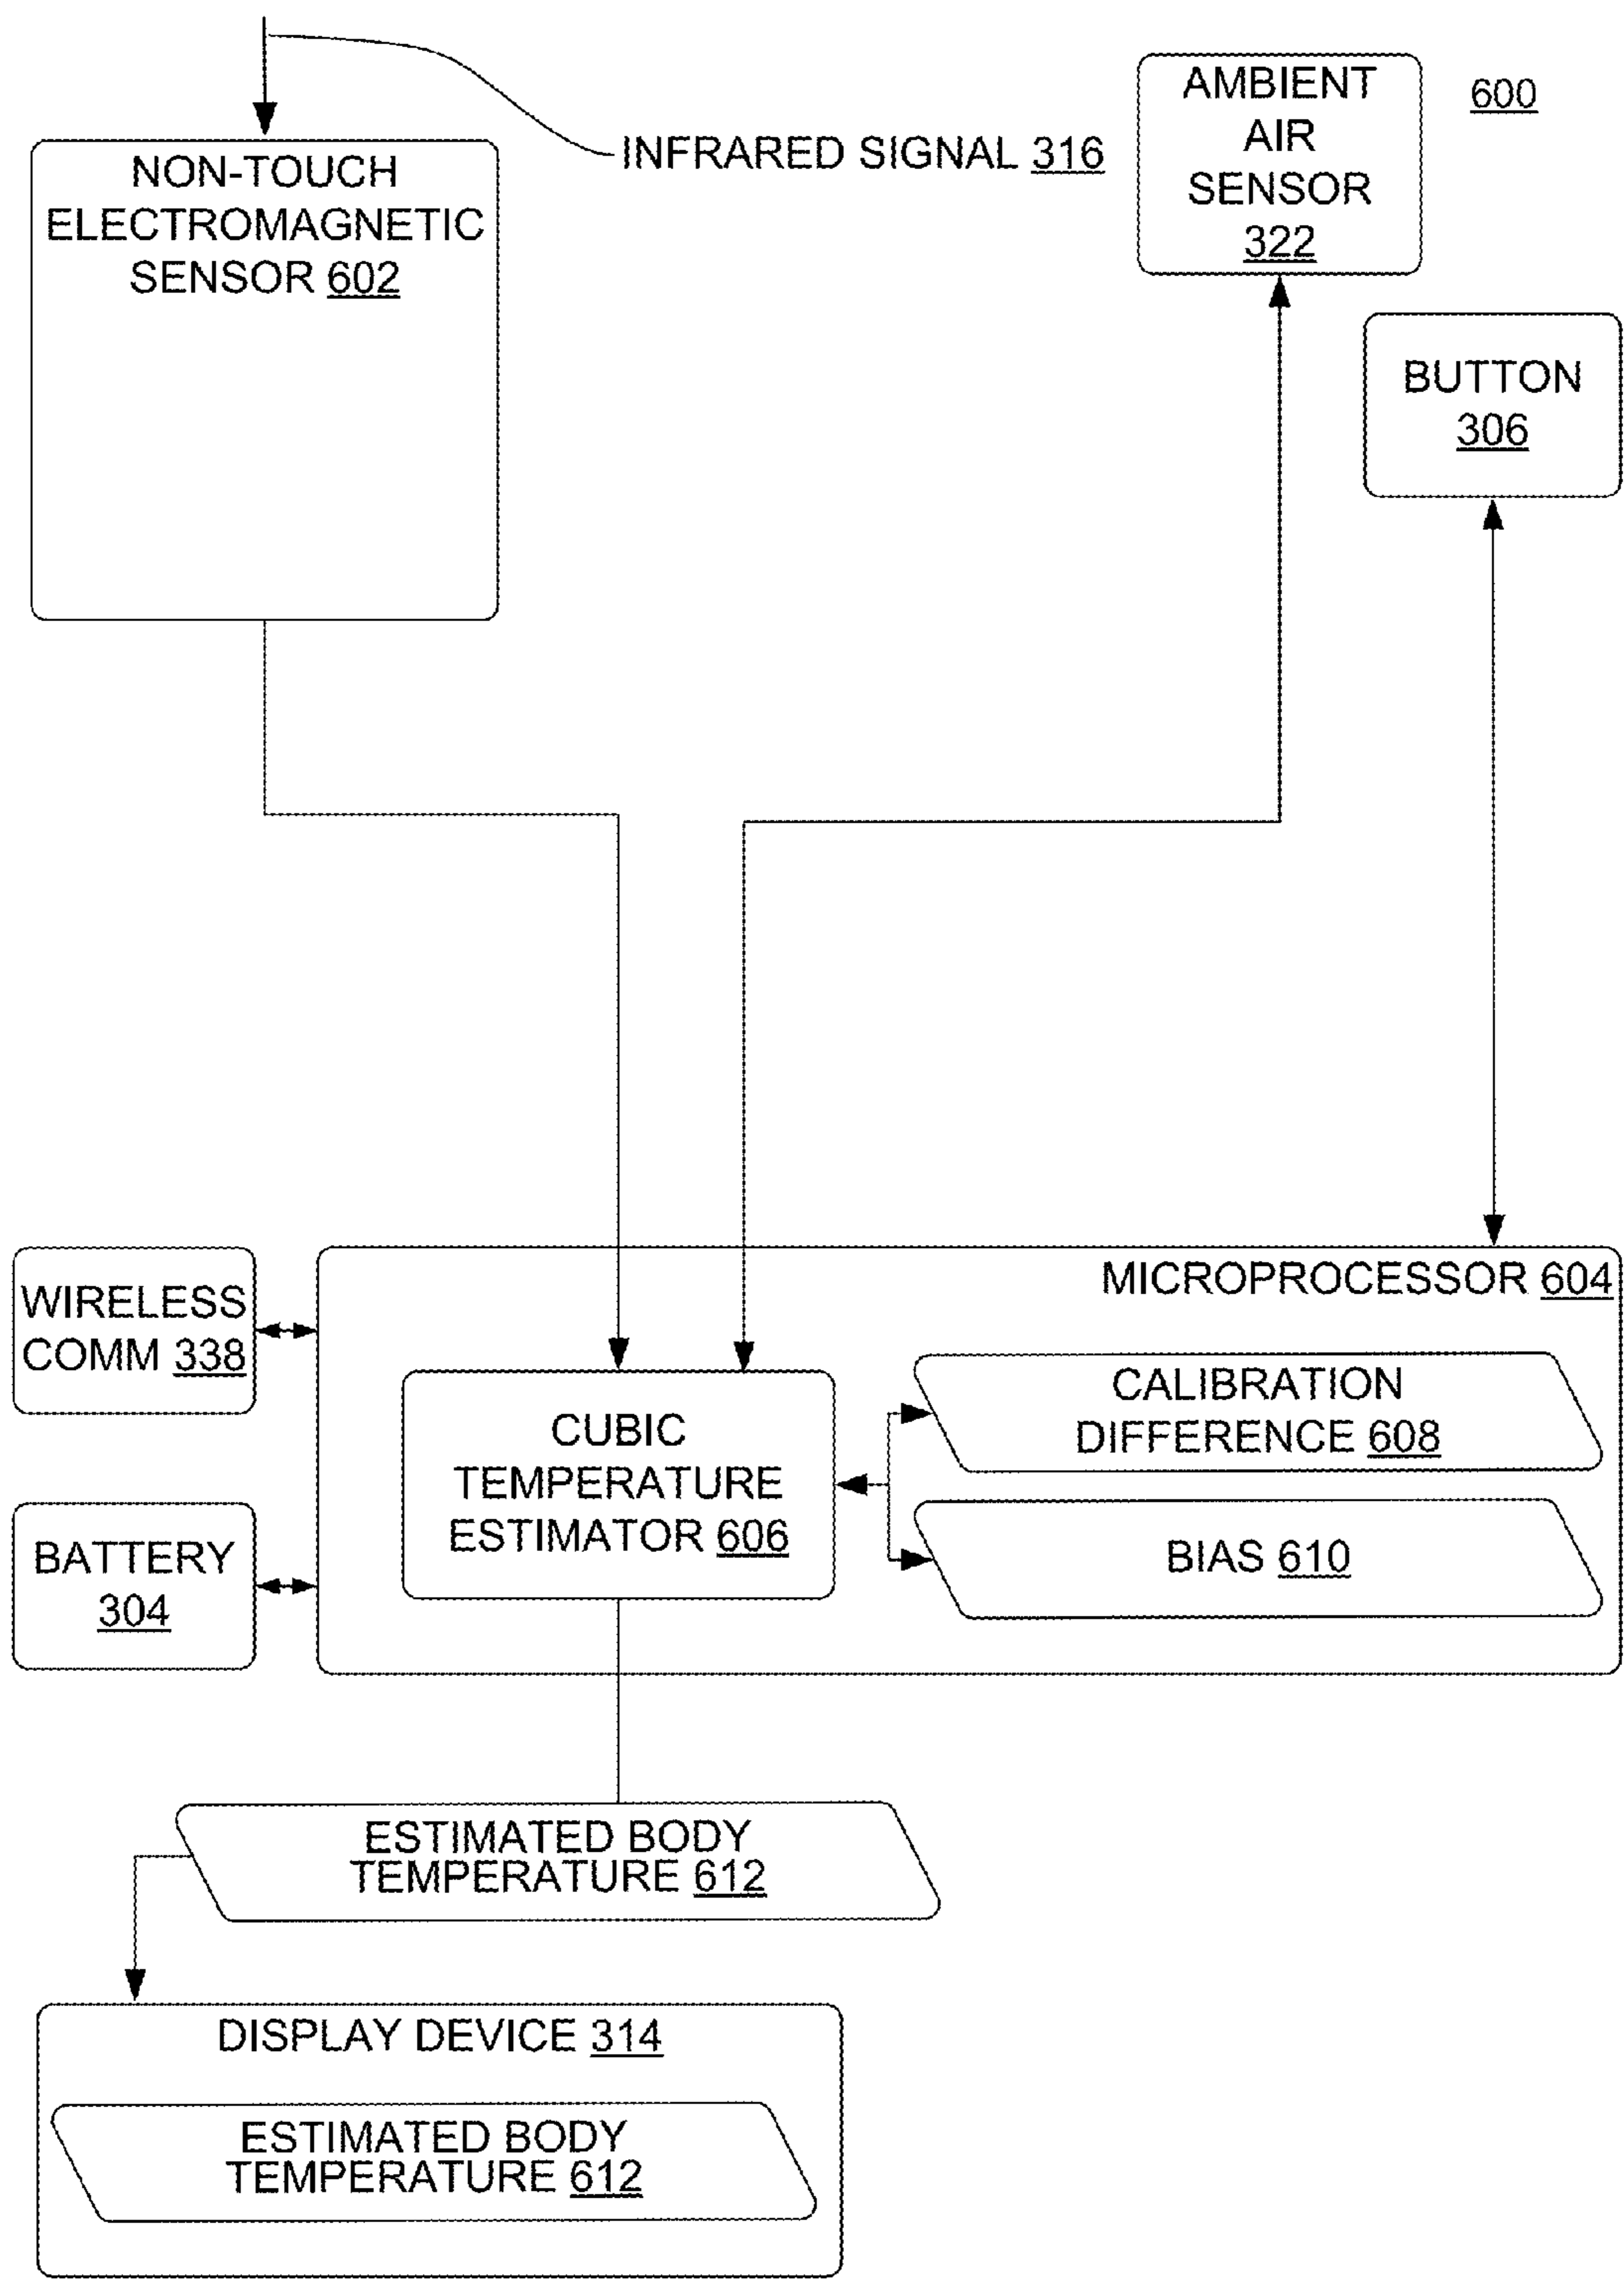 NON-TOUCH
ELECTROMAGNETIC
SENSOR 602
INFRARED SIGNAL 316
AMBIENT
AIR
SENSOR
322
600
BUTTON
306
WIRELESS
COMM 338
BATTERY
304
MICROPROCESSOR 604
CUBIC
TEMPERATURE
ESTIMATOR 606
CALIBRATION
DIFFERENCE 608
BIAS 610
ESTIMATED BODY
TEMPERATURE 612
DISPLAY DEVICE 314
ESTIMATED BODY
TEMPERATURE 612